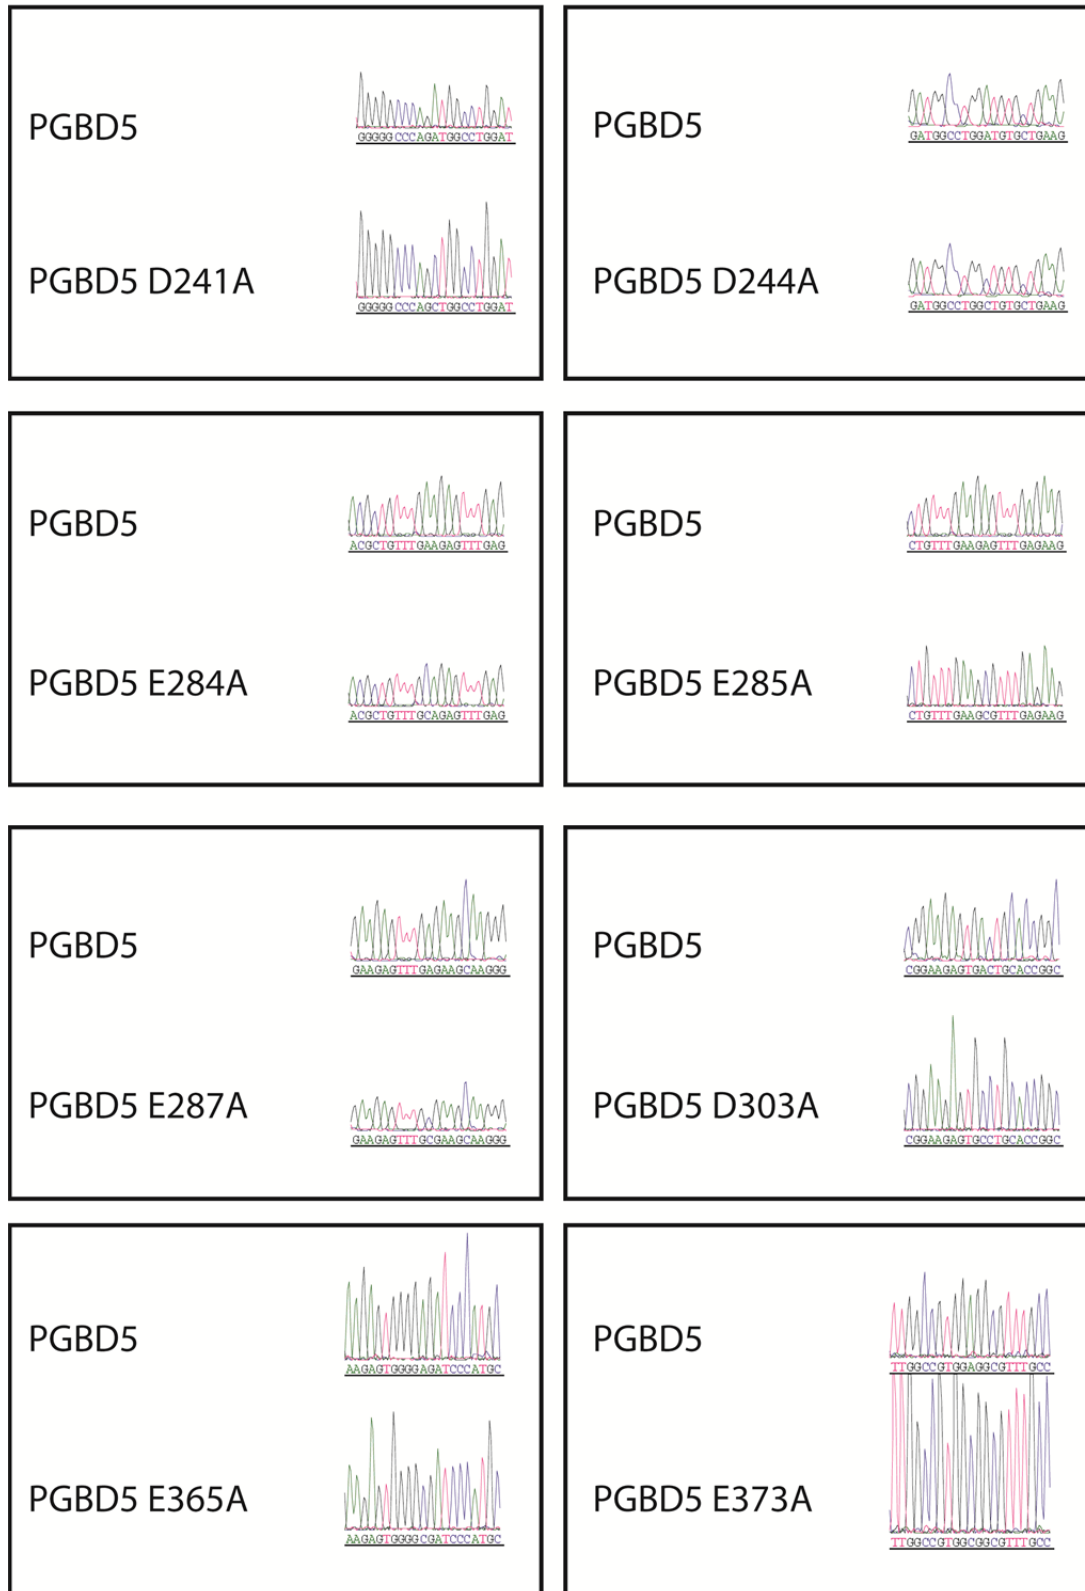 PGBD5
GGGGGCCCAGATGGCCTGGAT
PGBD5 D241A
GGGGGCCCAGCTGGCCTGGAT
PGBD5
GATGGCCTGGATGTGCTGAAG
PGBD5 D244A
GATGGCCTGGCTGTGCTGAAG
PGBD5
ACGCTGTTTGAAGAGTTTGAG
PGBD5 E284A
ACGCTGTTTGCAGAGTTTGAG
PGBD5
CTGTTTGAAGAGTTTGAGAAG
PGBD5 E285A
CTGTTTGAAGCGTTTGAGAAG
PGBD5
GAAGAGTTTGAGAAGCAAGGG
PGBD5 E287A
GAAGAGTTTGCGAAGCAAGGG
PGBD5
CGGAAGAGTGACTGCACCGGC
PGBD5 D303A
CGGAAGAGTGCCTGCACCGGC
PGBD5
AAGAGTGGGGAGATCCCATGC
PGBD5 E365A
AAGAGTGGGGCGATCCCATGC
PGBD5
TTGGCCGTGGAGGCGTTTGCC
PGBD5 E373A
TTGGCCGTGGCGGCGTTTGCC